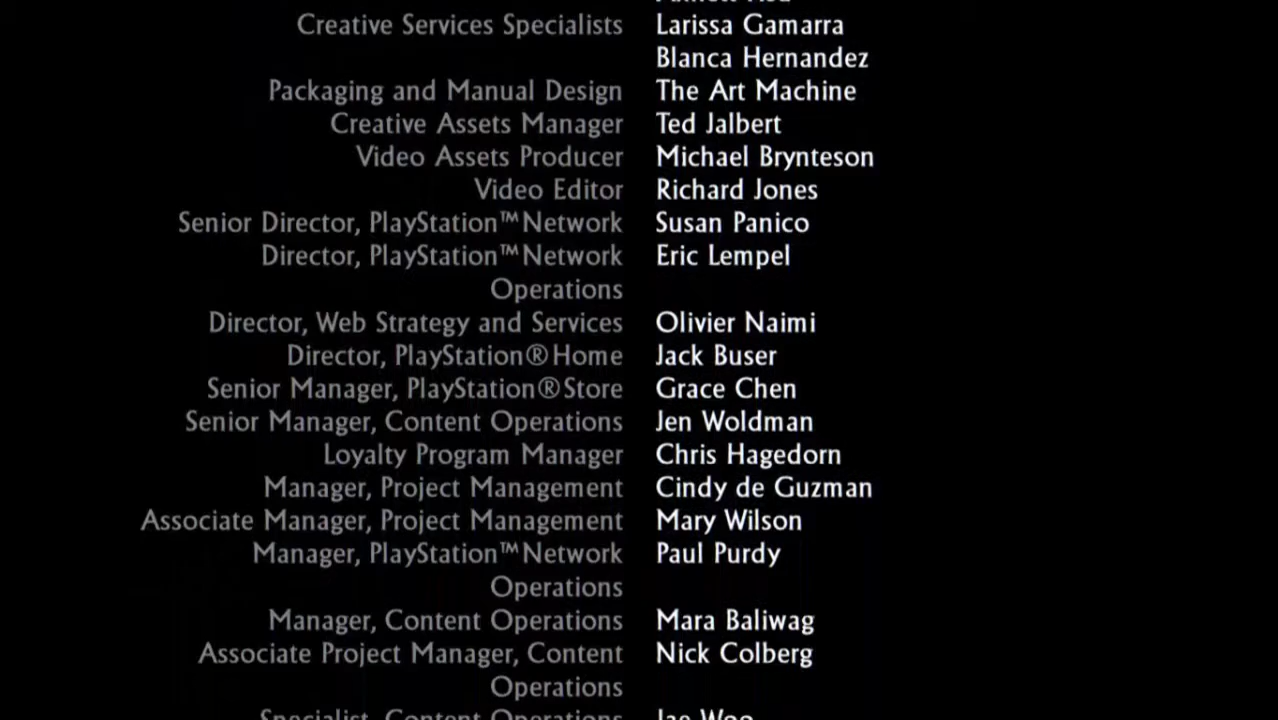 Creative Services Specialists Larissa Gamarra
Blanca Hernandez
Packaging and Manual Design The Art Machine
Creative Assets Manager Ted Jalbert
Video Assets Producer Michael Brynteson
Video Editor Richard Jones
Senior Director, PlayStation™Network Susan Panico
Director, PlayStation™Network Eric Lempel
Operations
Director, Web Strategy and Services Olivier Naimi
Director, PlayStation®Home Jack Buser
Senior Manager, PlayStation®Store Grace Chen
Senior Manager, Content Operations Jen Woldman
Loyalty Program Manager Chris Hagedorn
Manager, Project Management Cindy de Guzman
Associate Manager, Project Management Mary Wilson
Manager, PlayStation™Network Paul Purdy
Operations
Manager, Content Operations Mara Baliwag
Associate Project Manager, Content Nick Colberg
Operations
Specialist, Content Operations Jae Woo